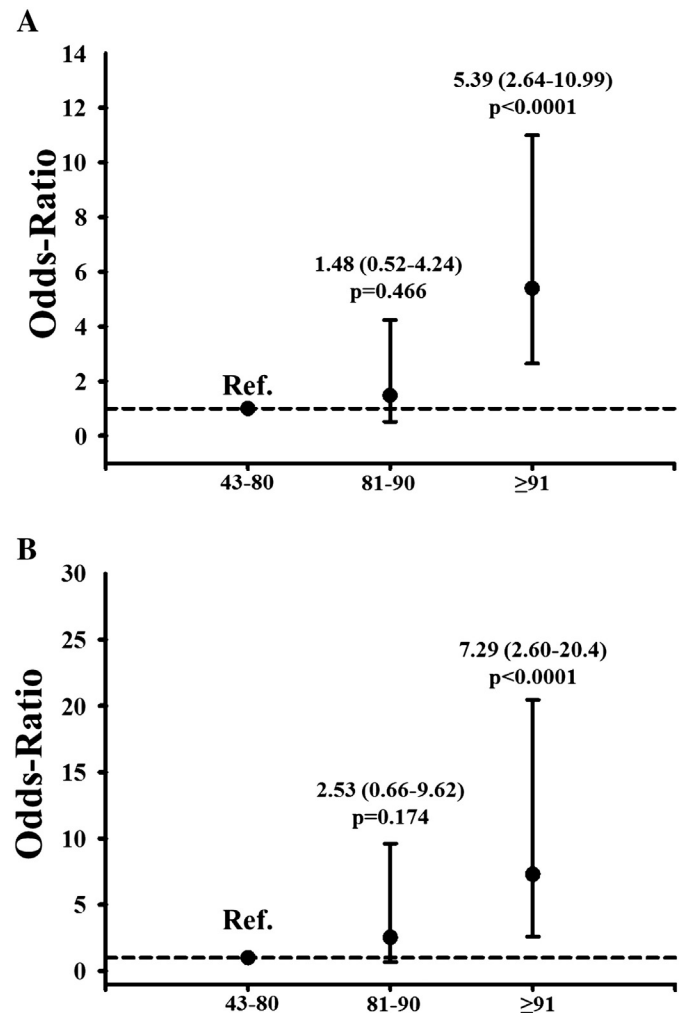 A
14
12
10
8
6
4
2
0
Odds-Ratio
5.39 (2.64-10.99)
p<0.0001
1.48 (0.52-4.24)
p=0.466
Ref.
43-80
81-90
≥91
B
30
25
20
15
10
5
0
Odds-Ratio
7.29 (2.60-20.4)
p<0.0001
2.53 (0.66-9.62)
p=0.174
Ref.
43-80
81-90
≥91